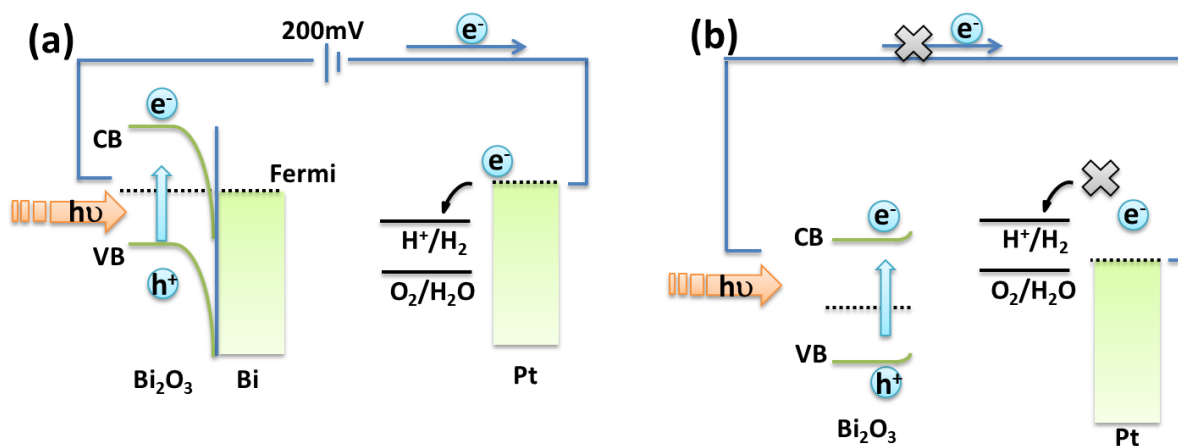 (a)
200mV
e⁻
e⁻
CB
Fermi
e⁻
hυ
H⁺/H₂
VB
h⁺
O₂/H₂O
Bi₂O₃
Bi
Pt
(b)
e⁻
e⁻
e⁻
CB
H⁺/H₂
hυ
O₂/H₂O
VB
h⁺
Bi₂O₃
Pt